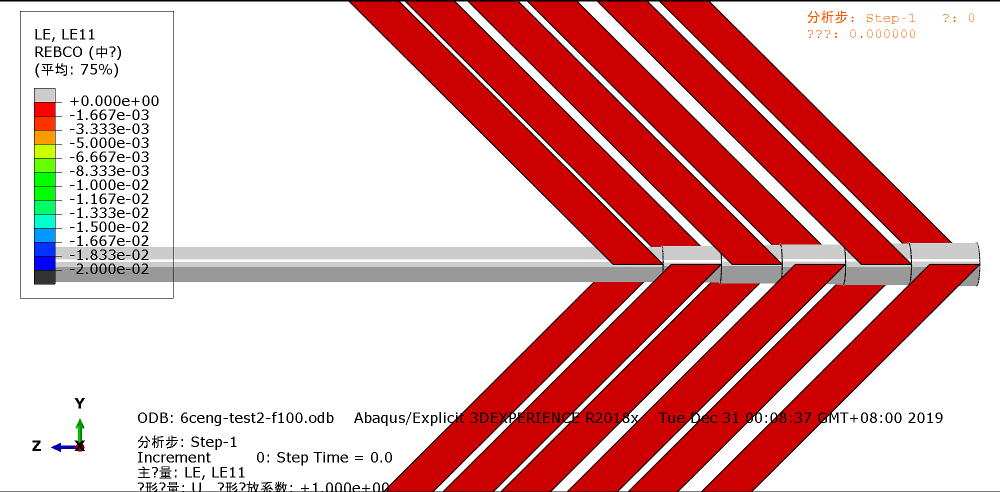 LE, LE11
REBCO (中?)
(平均: 75%)
+0.000e+00
-1.667e-03
-3.333e-03
-5.000e-03
-6.667e-03
-8.333e-03
-1.000e-02
-1.167e-02
-1.333e-02
-1.500e-02
-1.667e-02
-1.833e-02
-2.000e-02
分析步: Step-1 ?: 0
???: 0.000000
Y
Z
X
ODB: 6ceng-test2-f100.odb Abaqus/Explicit 3DEXPERIENCE R2018x Tue Dec 31 00:08:37 GMT+08:00 2019
分析步: Step-1
Increment 0: Step Time = 0.0
主?量: LE, LE11
?形?量: U ?形?放系数: +1.000e+00